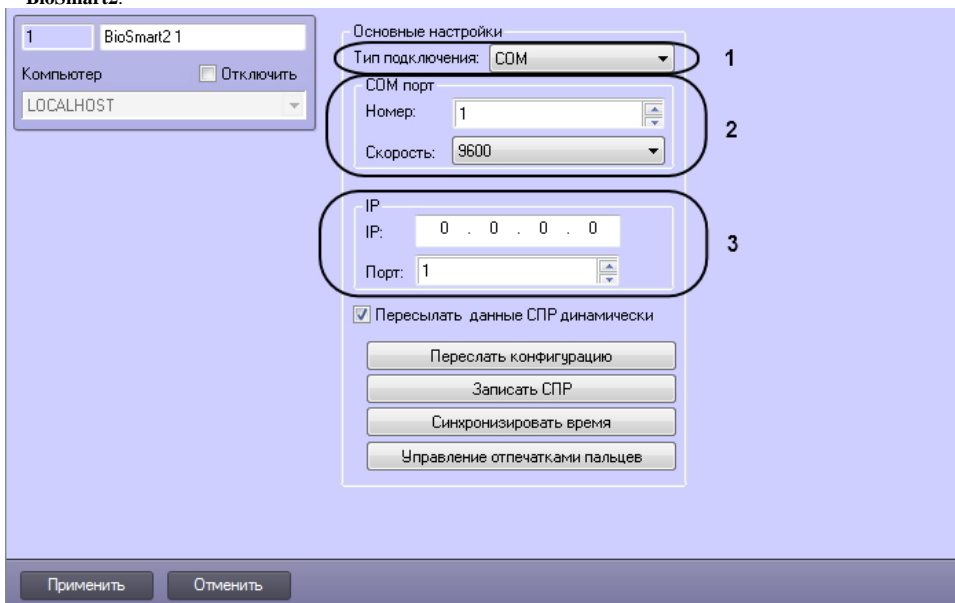 BioSmart2.
1 BioSmart2 1
Компьютер Отключить
LOCALHOST
Основные настройки
Тип подключения: COM 1
COM порт
Номер: 1
2
Скорость: 9600
IP
IP: 0 . 0 . 0 . 0
3
Порт: 1
Пересылать данные СПР динамически
Переслать конфигурацию
Записать СПР
Синхронизировать время
Управление отпечатками пальцев
Применить Отменить